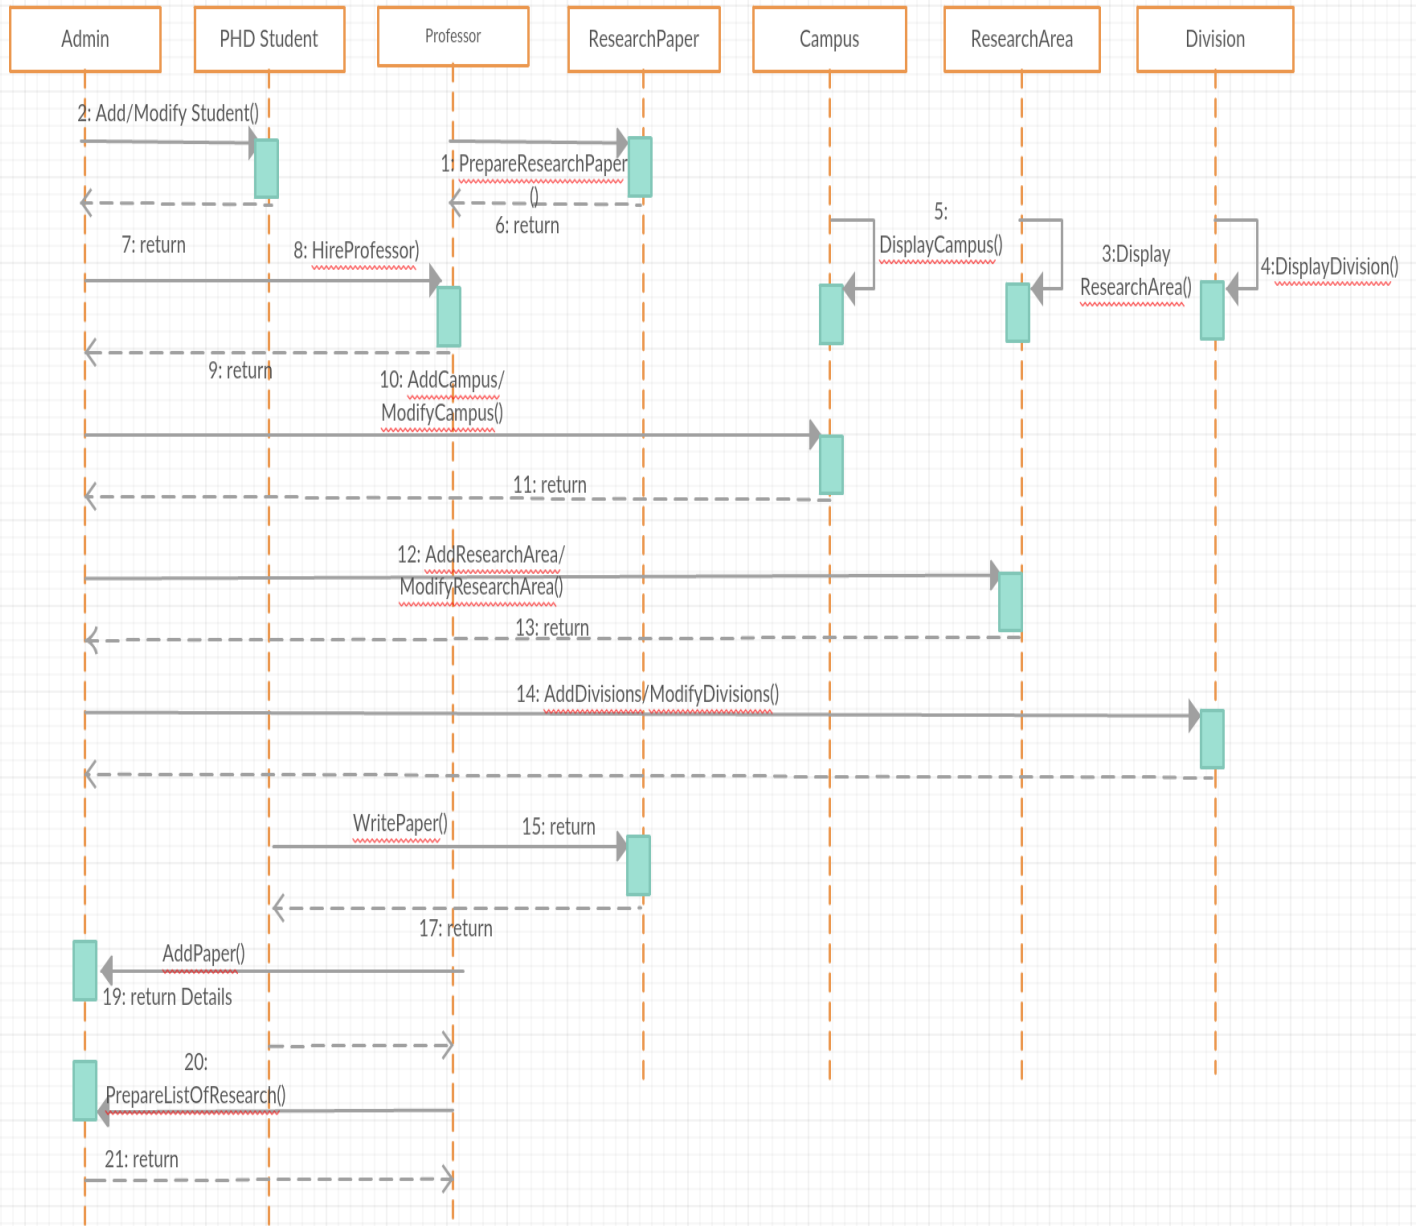 Admin
PHD Student
Professor
ResearchPaper
Campus
ResearchArea
Division
2: Add/Modify Student()
1: PrepareResearchPaper
()
6: return
5:
DisplayCampus()
3:Display
ResearchArea()
4:DisplayDivision()
7: return
8: HireProfessor)
9: return
10: AddCampus/
ModifyCampus()
11: return
12: AddResearchArea/
ModifyResearchArea()
13: return
14: AddDivisions/ModifyDivisions()
WritePaper()
15: return
17: return
AddPaper()
19: return Details
20:
PrepareListOfResearch()
21: return